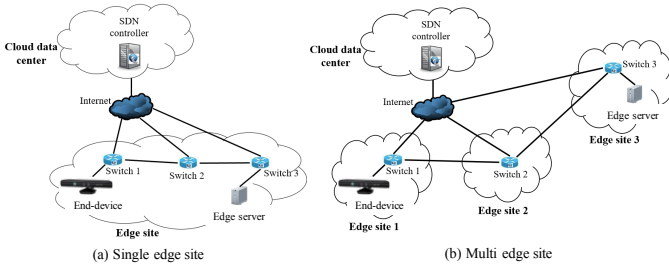 SDN
controller
Cloud data
center
Internet
Switch 1
Switch 2
Switch 3
End-device
Edge server
Edge site
(a) Single edge site
SDN
controller
Cloud data
center
Internet
Switch 3
Edge server
Edge site 3
Switch 1
Switch 2
End-device
Edge site 2
Edge site 1
(b) Multi edge site